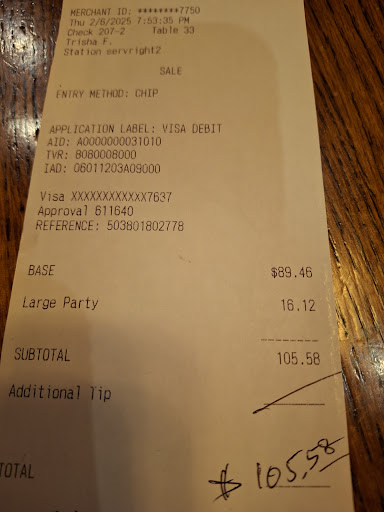 MERCHANT ID: ********7750
Thu 2/6/2025 7:53:35 PM
Check 207-2 Table 33
Trisha F.
Station servright2
SALE
ENTRY METHOD: CHIP
APPLICATION LABEL: VISA DEBIT
AID: A0000000031010
TVR: 8080008000
IAD: 06011203A09000
Visa XXXXXXXXXXXX7637
Approval 611640
REFERENCE: 503801802778
BASE $89.46
Large Party 16.12
SUBTOTAL 105.58
Additional Tip
TOTAL $ 105.58